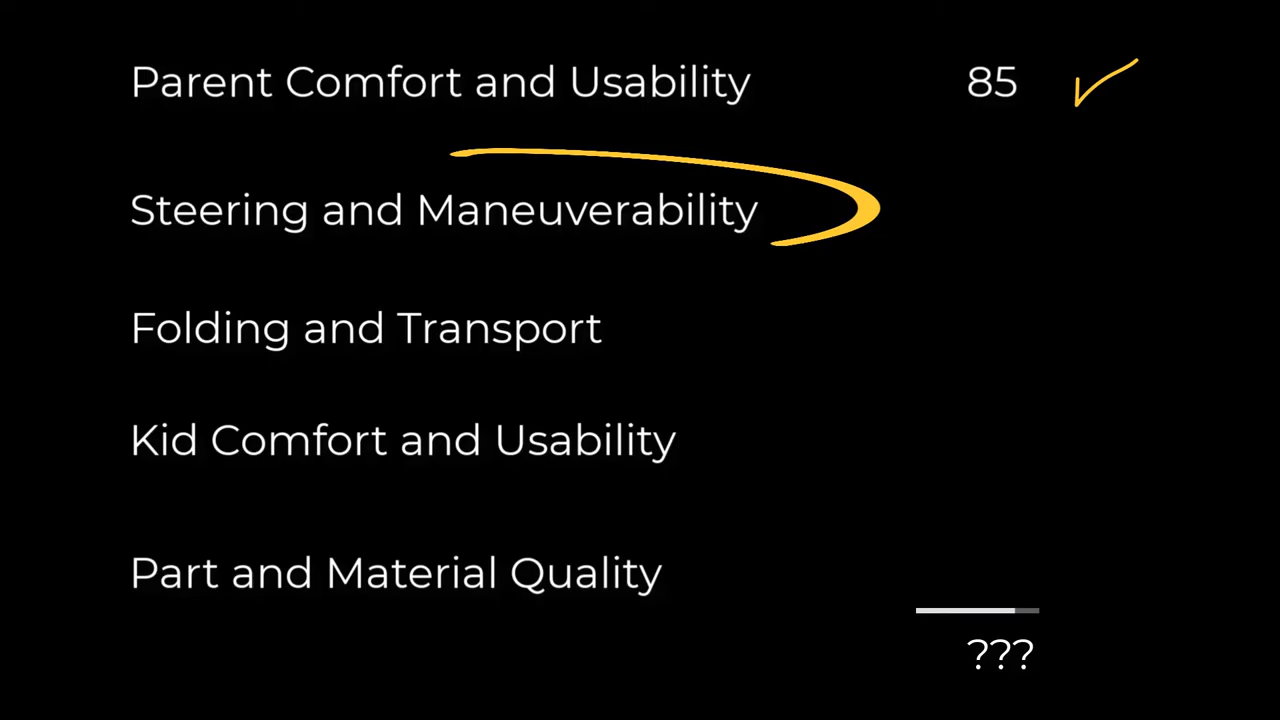 Parent Comfort and Usability 85
Steering and Maneuverability
Folding and Transport
Kid Comfort and Usability
Part and Material Quality
???